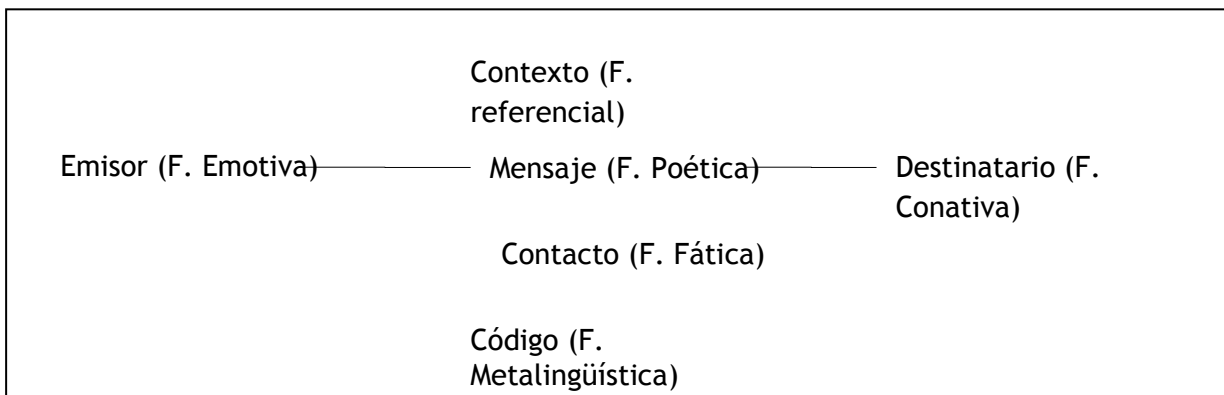 Contexto (F.
referencial)
Emisor (F. Emotiva)
Mensaje (F. Poética)
Destinatario (F.
Conativa)
Contacto (F. Fática)
Código (F.
Metalingüística)